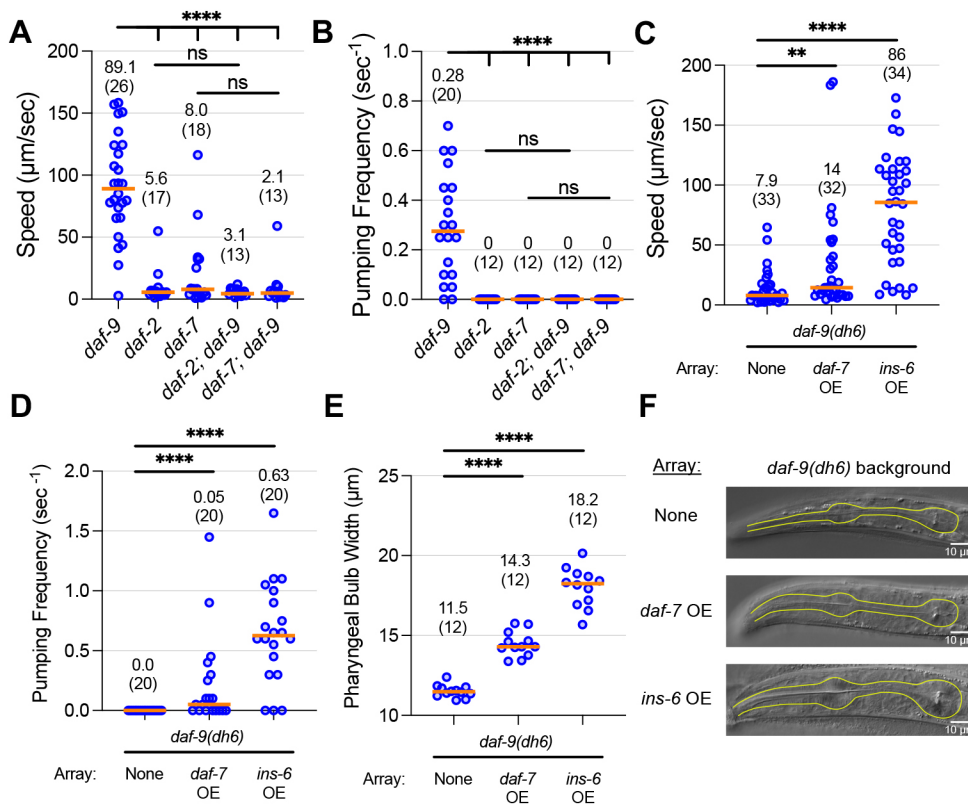 A
****
ns
ns
Speed (µm/sec)
200
150
100
50
0
89.1
(26)
5.6
(17)
8.0
(18)
3.1
(13)
2.1
(13)
daf-9
daf-2
daf-7
daf-2; daf-9
daf-7; daf-9
B
****
ns
ns
Pumping Frequency (sec-1)
1.0
0.8
0.6
0.4
0.2
0.0
0.28
(20)
0
(12)
0
(12)
0
(12)
0
(12)
daf-9
daf-2
daf-7
daf-2; daf-9
daf-7; daf-9
C
****
**
Speed (µm/sec)
200
150
100
50
0
7.9
(33)
14
(32)
86
(34)
daf-9(dh6)
Array:
None
daf-7
OE
ins-6
OE
D
****
****
Pumping Frequency (sec -1)
2.0
1.5
1.0
0.5
0.0
0.0
(20)
0.05
(20)
0.63
(20)
daf-9(dh6)
Array:
None
daf-7
OE
ins-6
OE
E
****
****
Pharyngeal Bulb Width (µm)
25
20
15
10
11.5
(12)
14.3
(12)
18.2
(12)
daf-9(dh6)
Array:
None
daf-7
OE
ins-6
OE
F
Array:
daf-9(dh6) background
None
10 µm
daf-7 OE
10 µm
ins-6 OE
10 µm